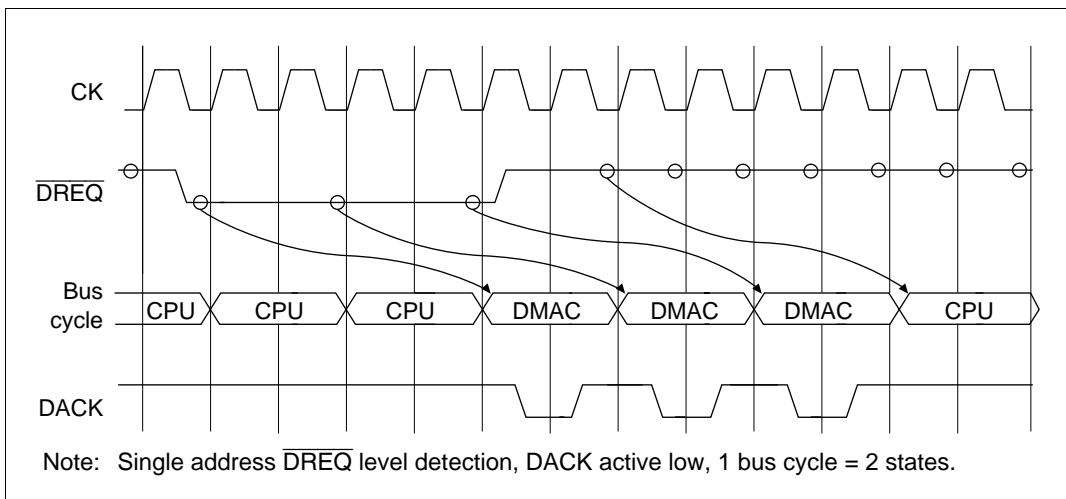 CK
DREQ
Bus
cycle
CPU CPU CPU DMAC DMAC DMAC CPU
DACK
Note: Single address DREQ level detection, DACK active low, 1 bus cycle = 2 states.